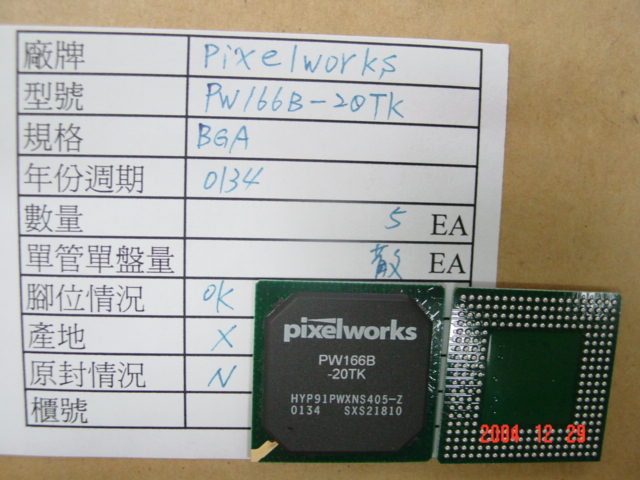 廠牌 Pixelworks
型號 PW166B-20TK
規格 BGA
年份週期 0134
數量 5 EA
單管單盤量 散 EA
腳位情況 OK
產地 X
原封情況 N
櫃號
pixelworks
PW166B
-20TK
HYP91PWXNS405-Z
0134 SXS21810
2004 12 29